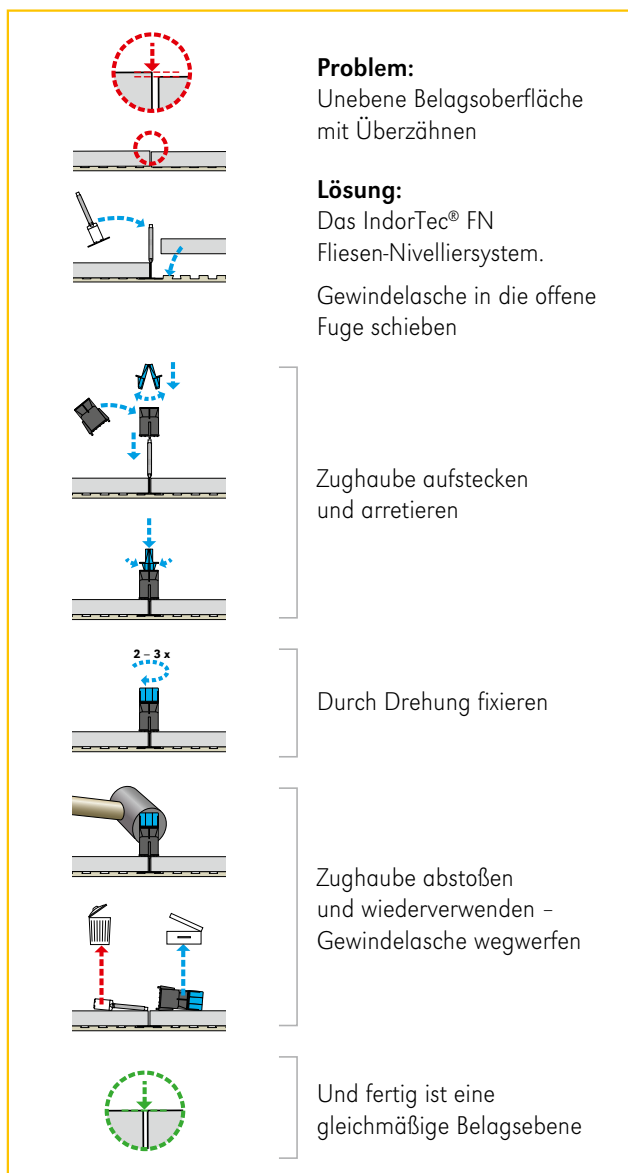 Problem:
Unebene Belagsoberfläche
mit Überzähnen
Lösung:
Das IndorTec® FN
Fliesen-Nivelliersystem.
Gewindelasche in die offene
Fuge schieben
Zughaube aufstecken
und arretieren
2 – 3 x
Durch Drehung fixieren
Zughaube abstoßen
und wiederverwenden –
Gewindelasche wegwerfen
Und fertig ist eine
gleichmäßige Belagsebene